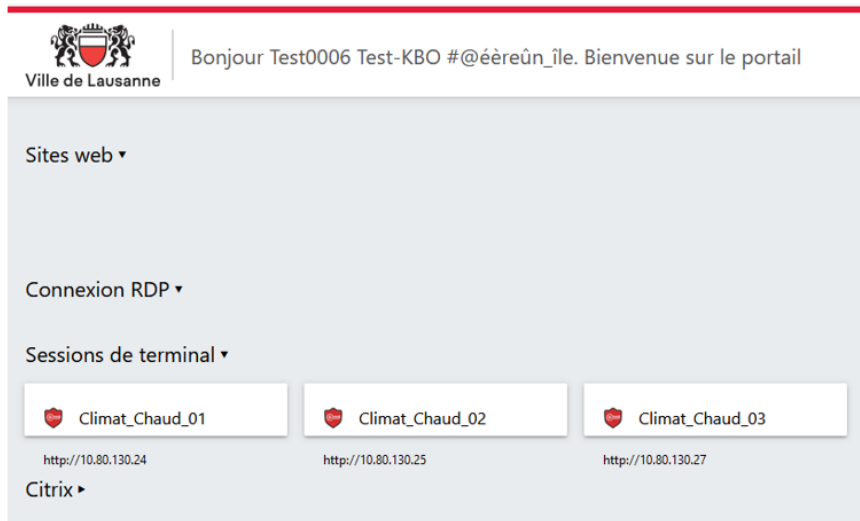 Ville de Lausanne
Bonjour Test0006 Test-KBO #@éèreûn_île. Bienvenue sur le portail
Sites web ▾
Connexion RDP ▾
Sessions de terminal ▾
Climat_Chaud_01
Climat_Chaud_02
Climat_Chaud_03
http://10.80.130.24
http://10.80.130.25
http://10.80.130.27
Citrix ▸